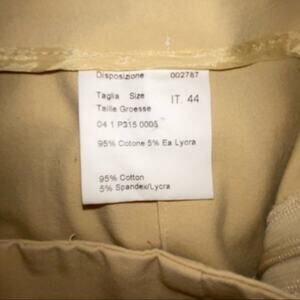 Disposizione 002787
Taglia Size IT. 44
Taille Groesse
04 1 P315 0005
95% Cotone 5% Ea Lycra
95% Cotton
5% Spandex/Lycra